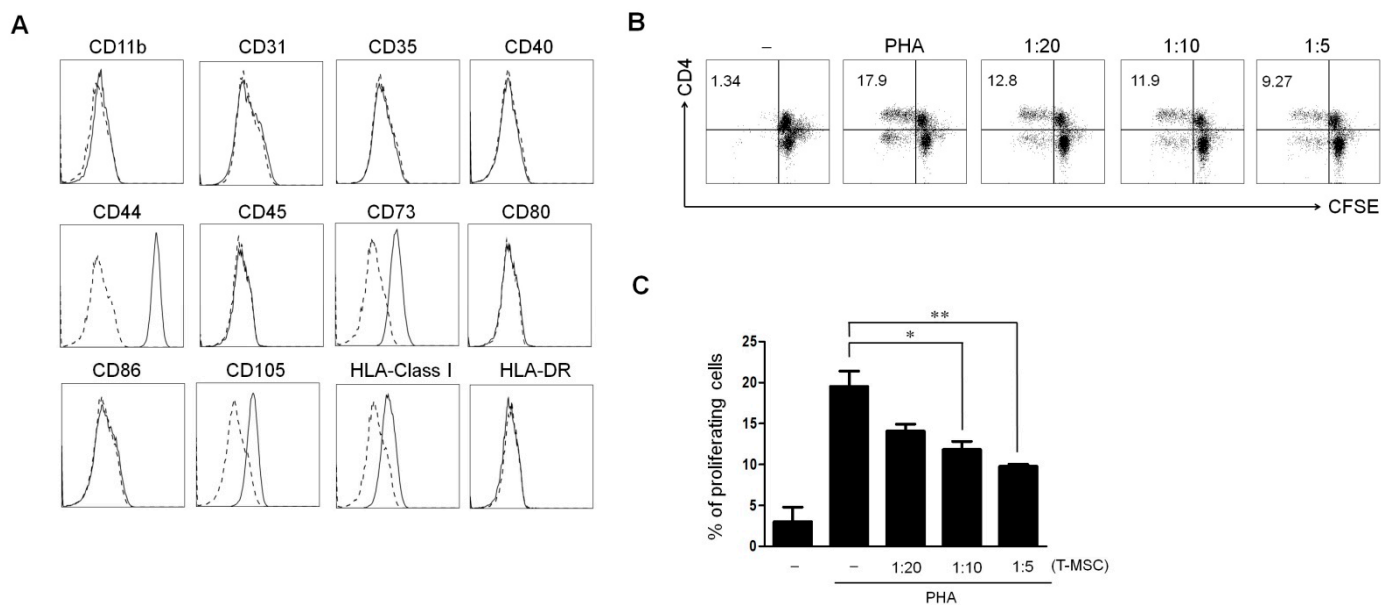 A
CD11b CD31 CD35 CD40
CD44 CD45 CD73 CD80
CD86 CD105 HLA-Class I HLA-DR
B
– PHA 1:20 1:10 1:5
CD4
1.34 17.9 12.8 11.9 9.27
CFSE
C
**
*
% of proliferating cells
25
20
15
10
5
0
– – 1:20 1:10 1:5 (T-MSC)
PHA